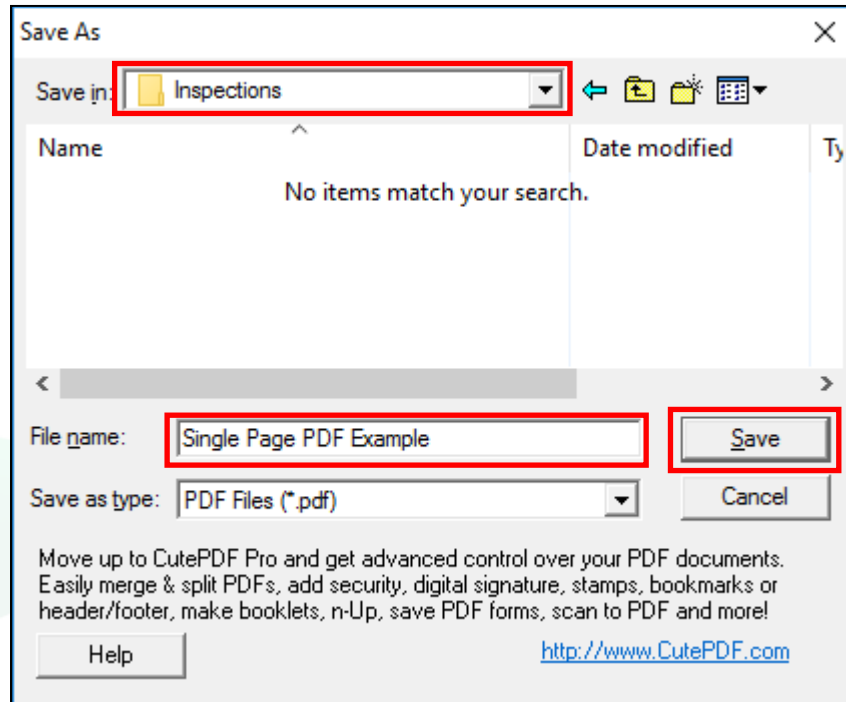 Save As
Save in: Inspections
Name Date modified Ty
No items match your search.
File name: Single Page PDF Example Save
Save as type: PDF Files (*.pdf) Cancel
Move up to CutePDF Pro and get advanced control over your PDF documents.
Easily merge & split PDFs, add security, digital signature, stamps, bookmarks or
header/footer, make booklets, n-Up, save PDF forms, scan to PDF and more!
Help http://www.CutePDF.com